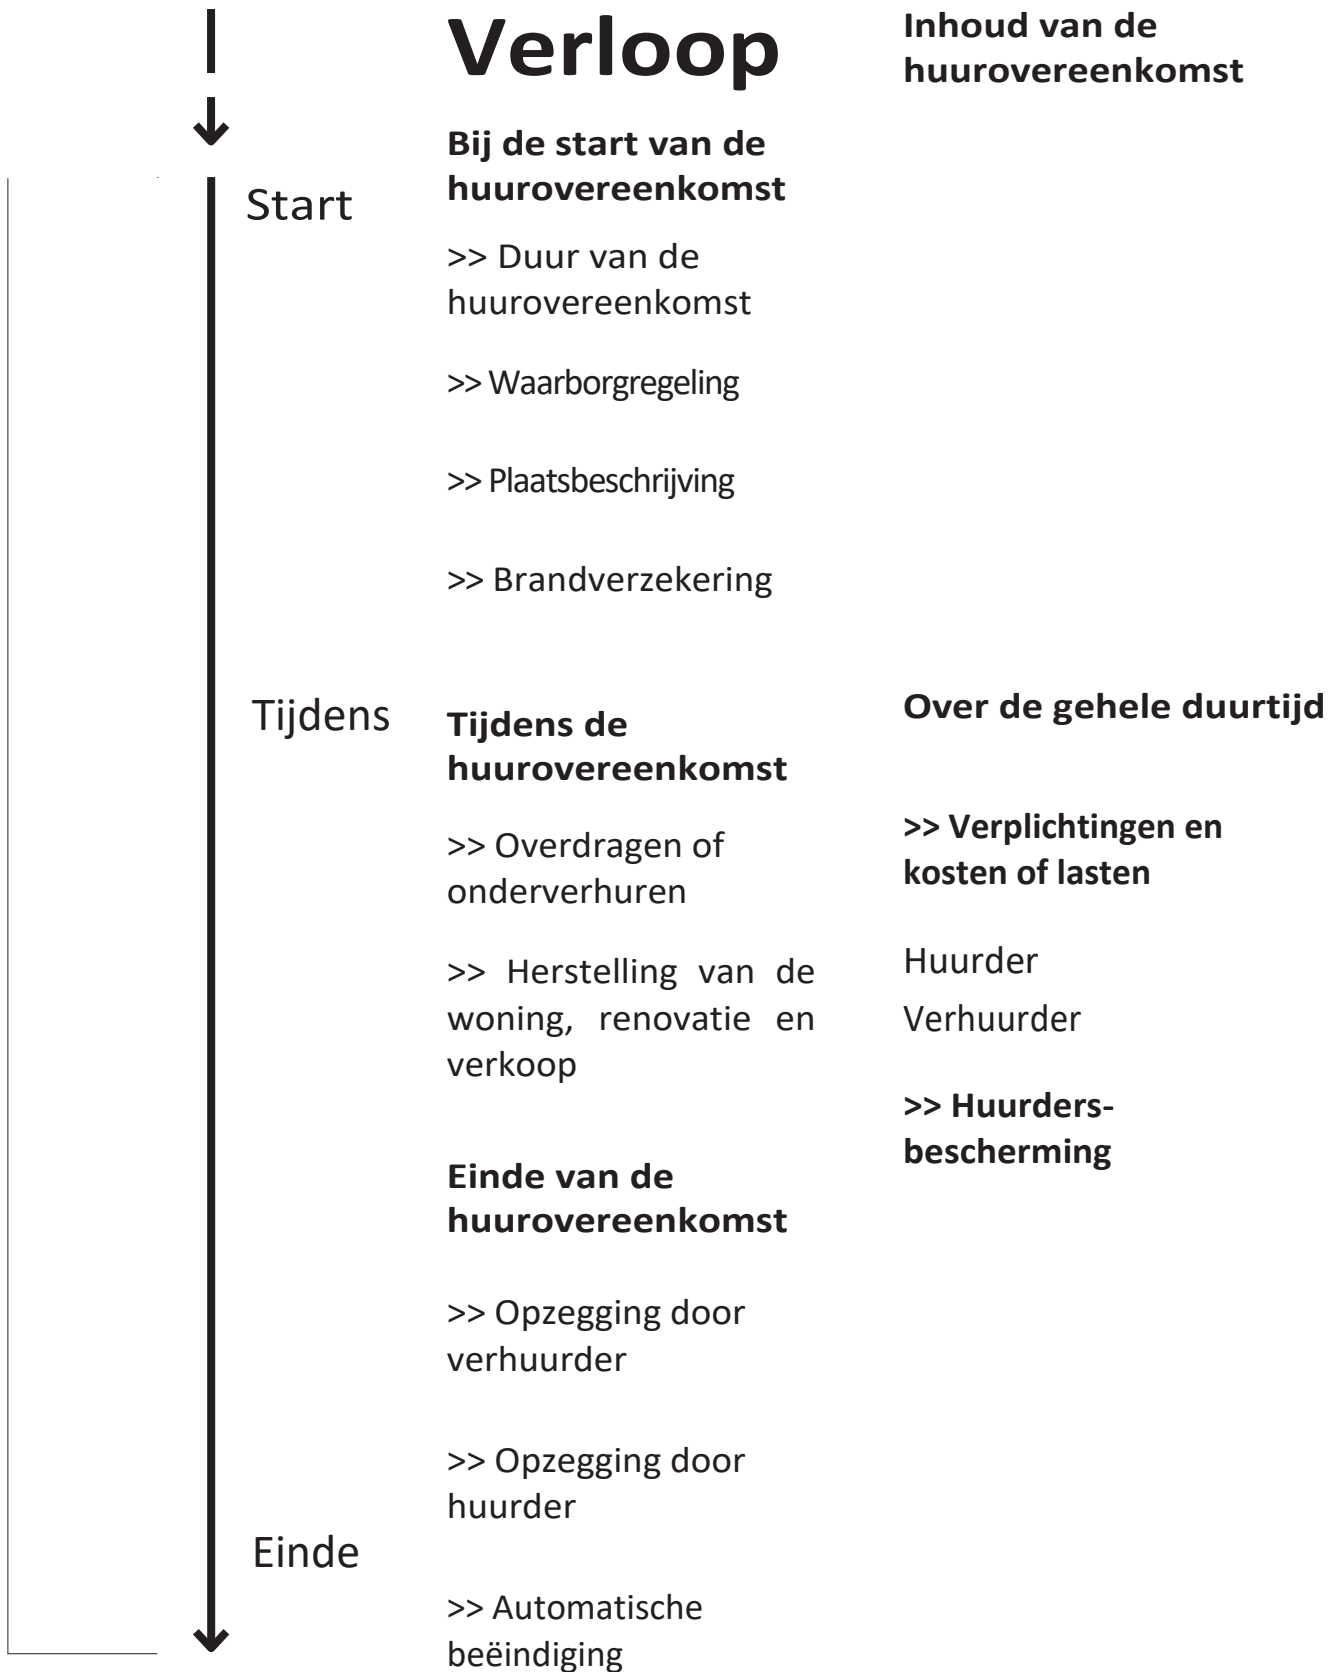 Verloop
Inhoud van de
huurovereenkomst
Start
Bij de start van de
huurovereenkomst
>> Duur van de
huurovereenkomst
>> Waarborgregeling
>> Plaatsbeschrijving
>> Brandverzekering
Tijdens
Tijdens de
huurovereenkomst
>> Overdragen of
onderverhuren
>> Herstelling van de
woning, renovatie en
verkoop
Over de gehele duurtijd
>> Verplichtingen en
kosten of lasten
Huurder
Verhuurder
>> Huurders-
bescherming
Einde van de
huurovereenkomst
>> Opzegging door
verhuurder
>> Opzegging door
huurder
Einde
>> Automatische
beëindiging